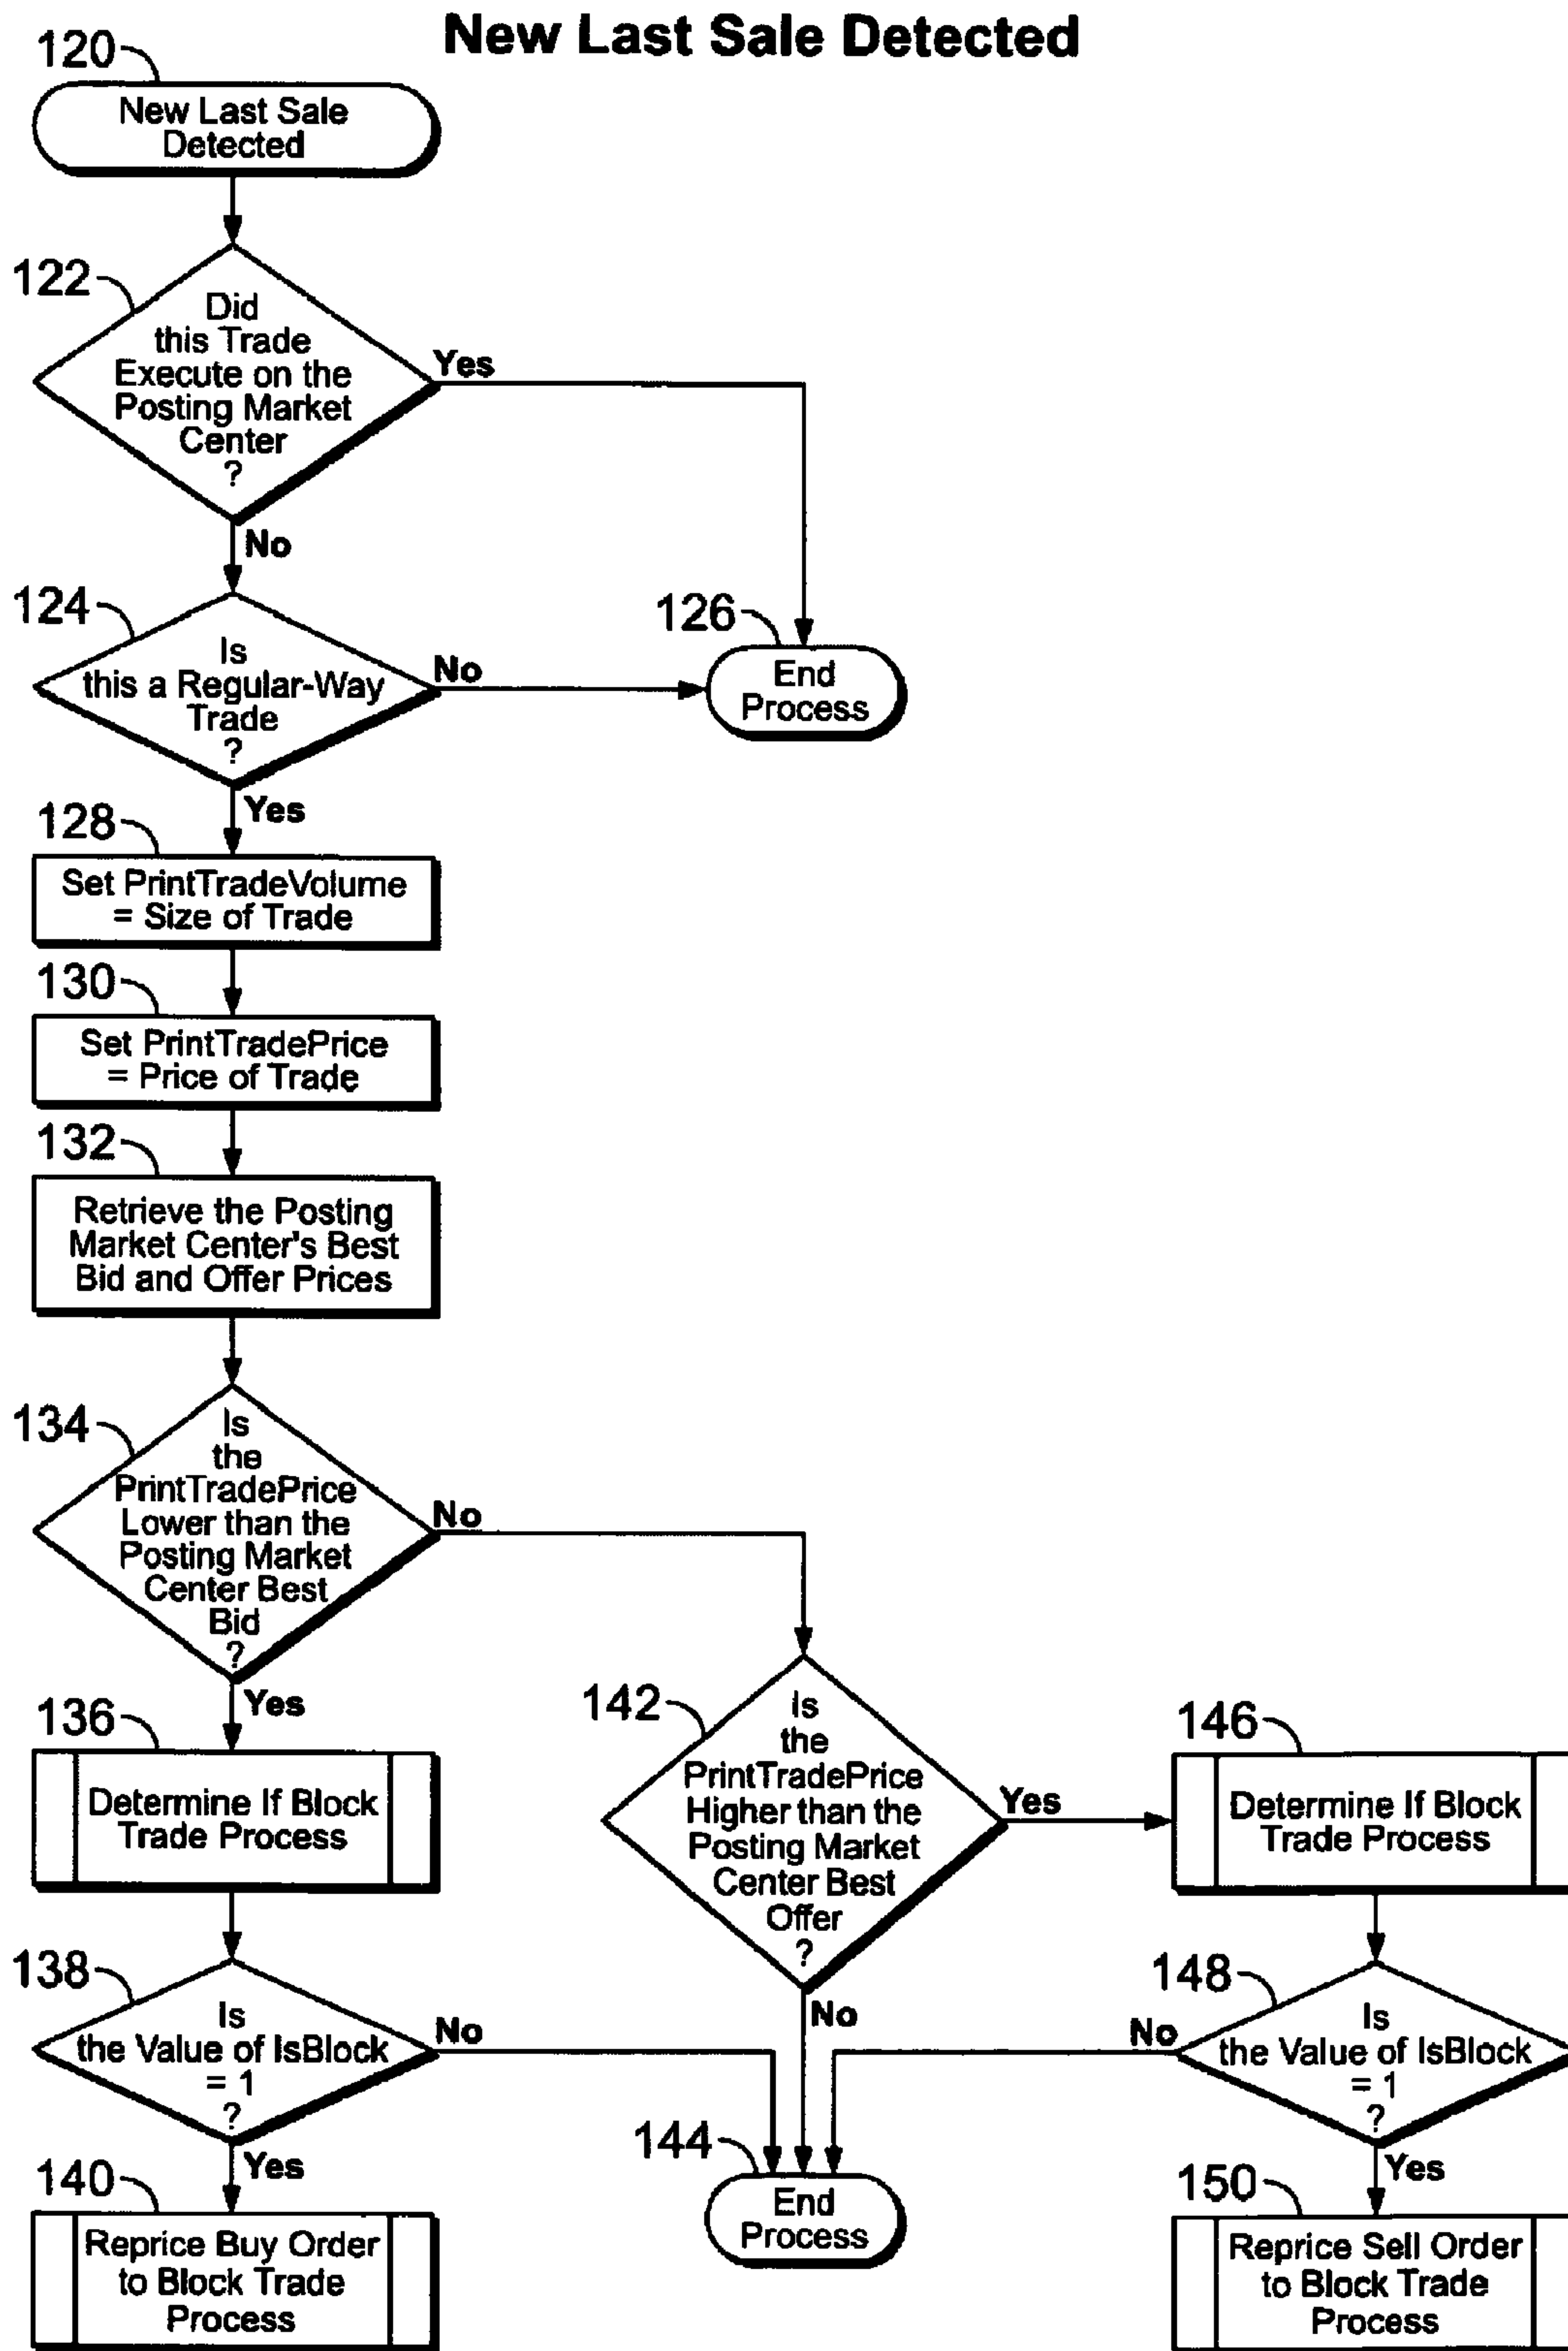 New Last Sale Detected
120
New Last Sale
Detected
122
Did
this Trade
Execute on the
Posting Market
Center
?
Yes
No
124
Is
this a Regular-Way
Trade
?
No
126
End
Process
Yes
128
Set PrintTradeVolume
= Size of Trade
130
Set PrintTradePrice
= Price of Trade
132
Retrieve the Posting
Market Center's Best
Bid and Offer Prices
134
Is
the
PrintTradePrice
Lower than the
Posting Market
Center Best
Bid
?
No
Yes
136
Determine If Block
Trade Process
142
Is
the
PrintTradePrice
Higher than the
Posting Market
Center Best
Offer
?
Yes
No
146
Determine If Block
Trade Process
138
Is
the Value of IsBlock
= 1
?
No
Yes
148
Is
the Value of IsBlock
= 1
?
No
Yes
144
End
Process
140
Reprice Buy Order
to Block Trade
Process
150
Reprice Sell Order
to Block Trade
Process